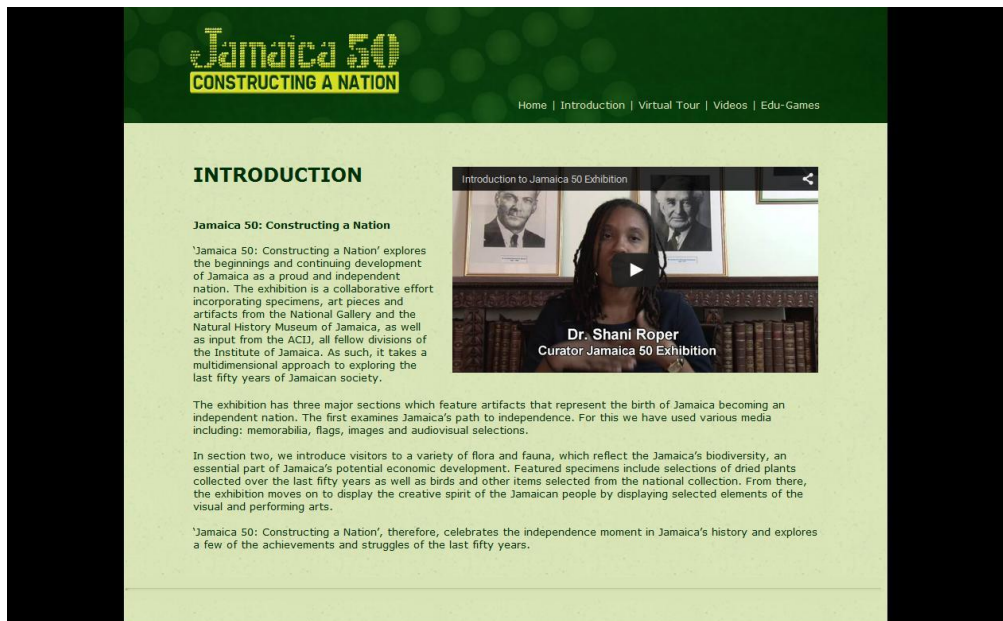 Jamaica 50
CONSTRUCTING A NATION
Home | Introduction | Virtual Tour | Videos | Edu-Games
INTRODUCTION
Introduction to Jamaica 50 Exhibition
Dr. Shani Roper
Curator Jamaica 50 Exhibition
Jamaica 50: Constructing a Nation
‘Jamaica 50: Constructing a Nation’ explores
the beginnings and continuing development
of Jamaica as a proud and independent
nation. The exhibition is a collaborative effort
incorporating specimens, art pieces and
artifacts from the National Gallery and the
Natural History Museum of Jamaica, as well
as input from the ACIJ, all fellow divisions of
the Institute of Jamaica. As such, it takes a
multidimensional approach to exploring the
last fifty years of Jamaican society.
The exhibition has three major sections which feature artifacts that represent the birth of Jamaica becoming an
independent nation. The first examines Jamaica’s path to independence. For this we have used various media
including: memorabilia, flags, images and audiovisual selections.
In section two, we introduce visitors to a variety of flora and fauna, which reflect the Jamaica’s biodiversity, an
essential part of Jamaica’s potential economic development. Featured specimens include selections of dried plants
collected over the last fifty years as well as birds and other items selected from the national collection. From there,
the exhibition moves on to display the creative spirit of the Jamaican people by displaying selected elements of the
visual and performing arts.
‘Jamaica 50: Constructing a Nation’, therefore, celebrates the independence moment in Jamaica’s history and explores
a few of the achievements and struggles of the last fifty years.